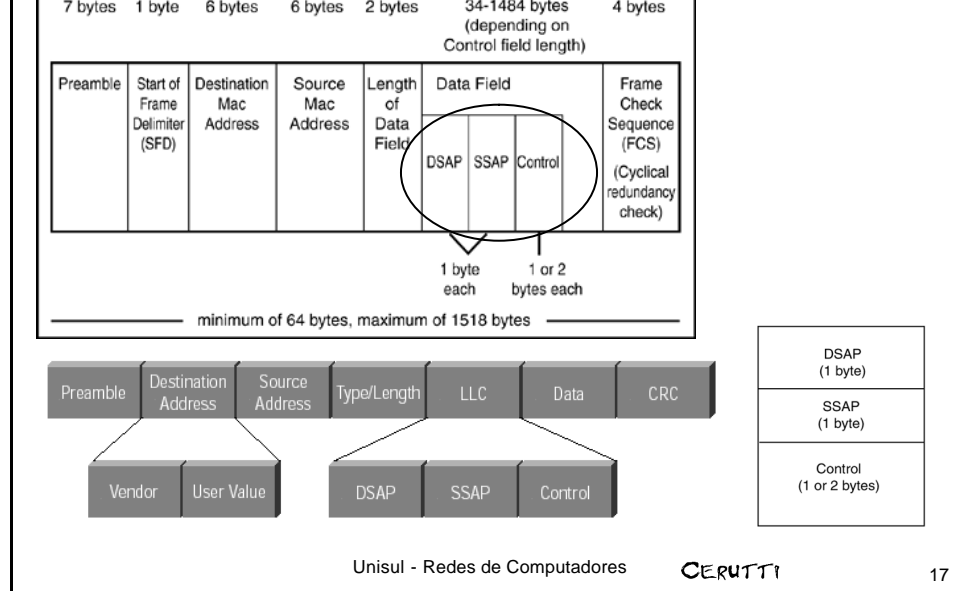 7 bytes 1 byte 6 bytes 6 bytes 2 bytes 34-1484 bytes 4 bytes
(depending on
Control field length)
Preamble
Start of
Frame
Delimiter
(SFD)
Destination
Mac
Address
Source
Mac
Address
Length
of
Data
Field
Data Field
DSAP SSAP Control
Frame
Check
Sequence
(FCS)
(Cyclical
redundancy
check)
1 byte
each
1 or 2
bytes each
minimum of 64 bytes, maximum of 1518 bytes
Preamble
Destination
Address
Source
Address
Type/Length
LLC
Data
CRC
Vendor
User Value
DSAP
SSAP
Control
DSAP
(1 byte)
SSAP
(1 byte)
Control
(1 or 2 bytes)
Unisul - Redes de Computadores CERUTTI 17